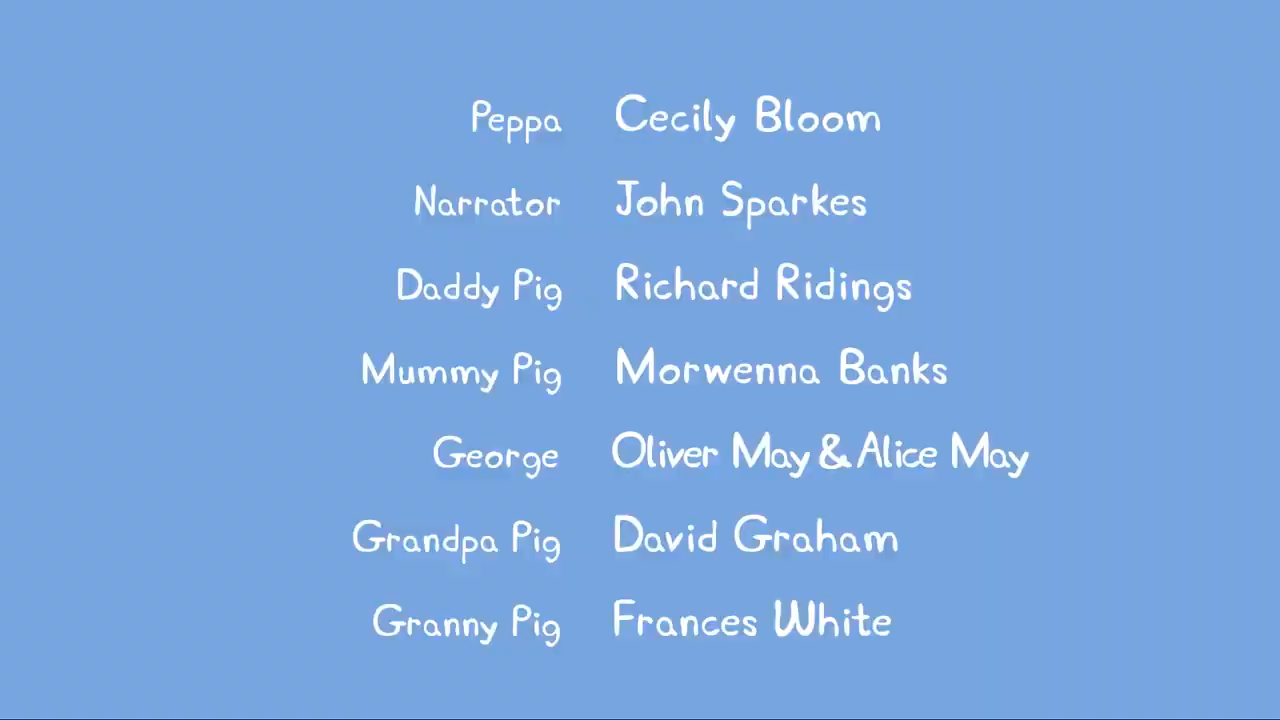 Peppa Cecily Bloom
Narrator John Sparkes
Daddy Pig Richard Ridings
Mummy Pig Morwenna Banks
George Oliver May & Alice May
Grandpa Pig David Graham
Granny Pig Frances White